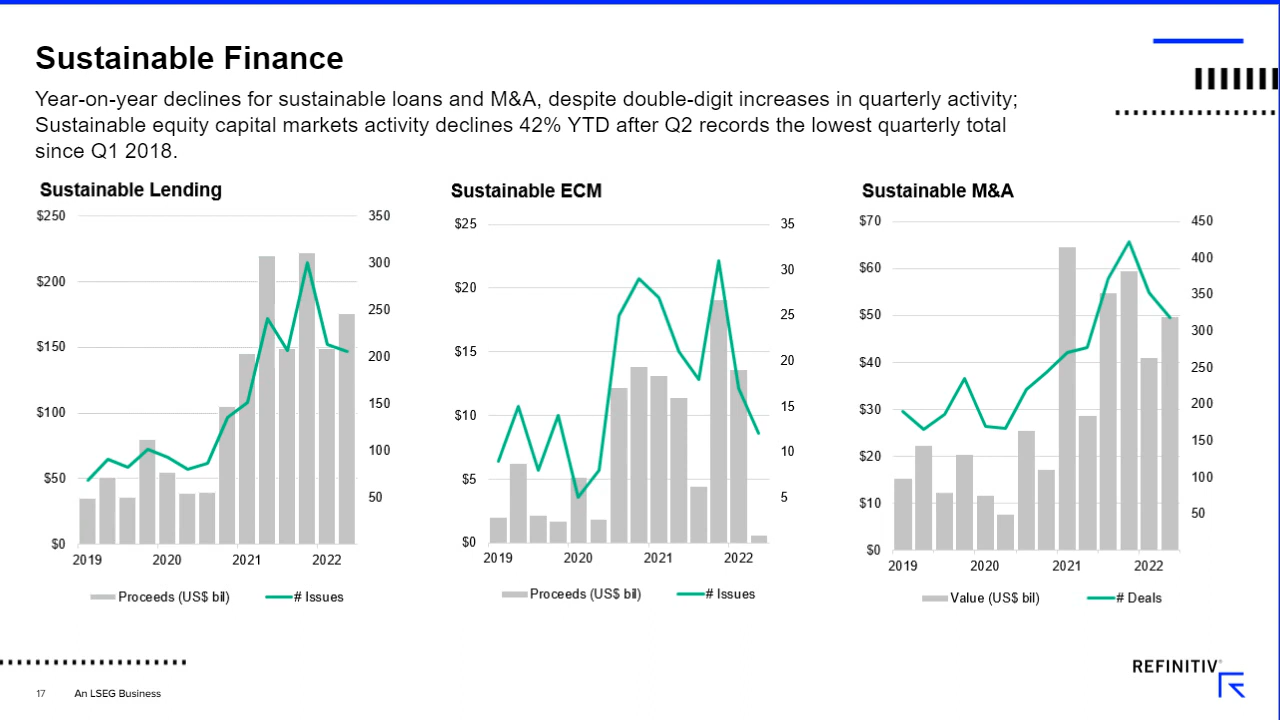 Sustainable Finance
Year-on-year declines for sustainable loans and M&A, despite double-digit increases in quarterly activity;
Sustainable equity capital markets activity declines 42% YTD after Q2 records the lowest quarterly total
since Q1 2018.
Sustainable Lending
$250
$200
$150
$100
$50
$0
350
300
250
200
150
100
50
2019 2020 2021 2022
Proceeds (US$ bil) # Issues
Sustainable ECM
$25
$20
$15
$10
$5
$0
35
30
25
20
15
10
5
2019 2020 2021 2022
Proceeds (US$ bil) # Issues
Sustainable M&A
$70
$60
$50
$40
$30
$20
$10
$0
450
400
350
300
250
200
150
100
50
2019 2020 2021 2022
Value (US$ bil) # Deals
REFINITIV®
17 An LSEG Business